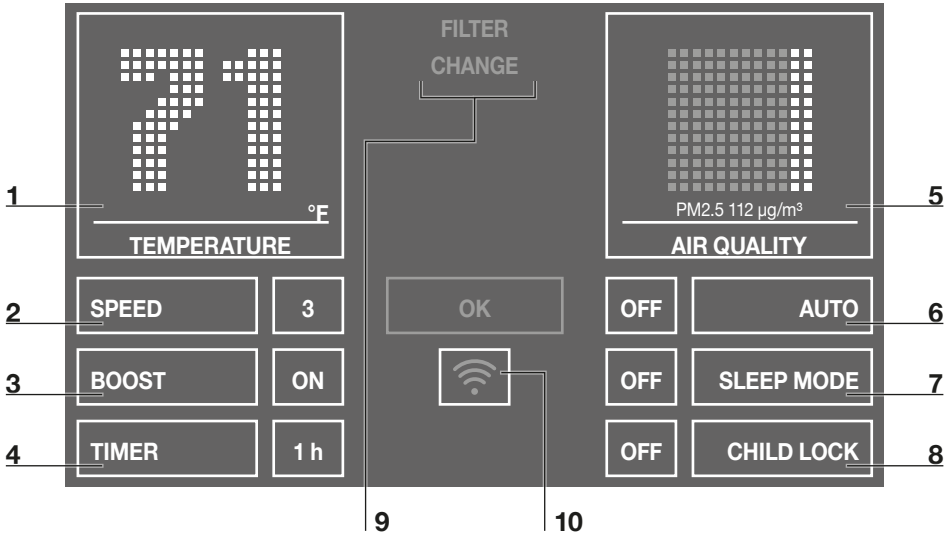 FILTER
CHANGE
71
°F
TEMPERATURE
PM2.5 112 µg/m³
AIR QUALITY
1
5
SPEED 3 OK OFF AUTO
2
6
BOOST ON OFF SLEEP MODE
3
7
TIMER 1 h OFF CHILD LOCK
4
8
9
10